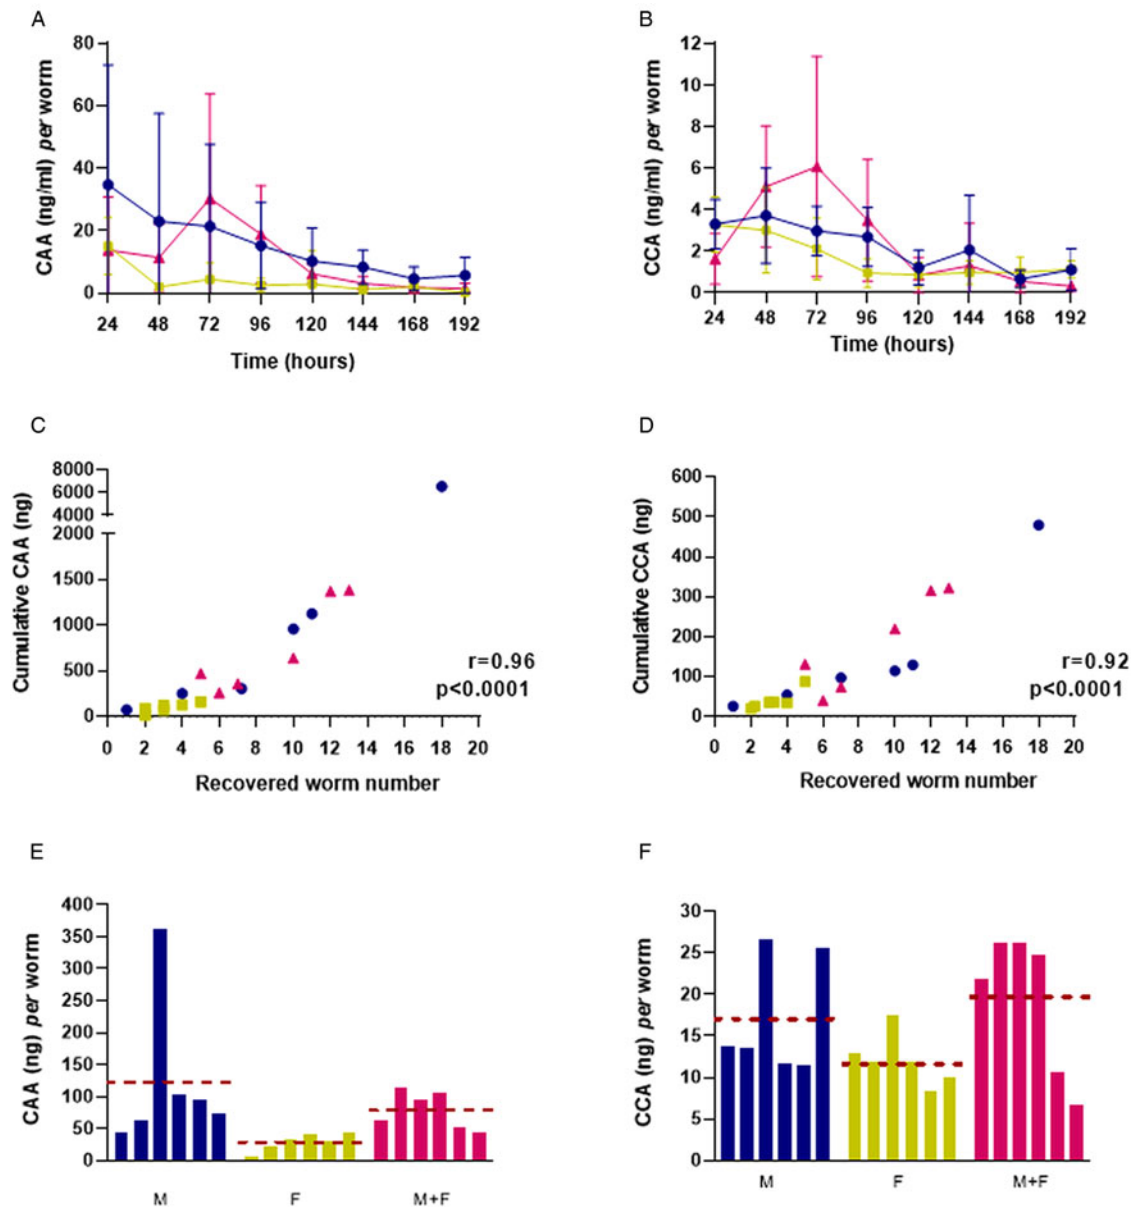 A
80
60
40
20
0
CAA (ng/ml) per worm
24 48 72 96 120 144 168 192
Time (hours)
B
12
10
8
6
4
2
0
CCA (ng/ml) per worm
24 48 72 96 120 144 168 192
Time (hours)
C
8000
6000
4000
2000
1500
1000
500
0
Cumulative CAA (ng)
r=0.96
p<0.0001
0 2 4 6 8 10 12 14 16 18 20
Recovered worm number
D
600
500
400
300
200
100
0
Cumulative CCA (ng)
r=0.92
p<0.0001
0 2 4 6 8 10 12 14 16 18 20
Recovered worm number
E
400
350
300
250
200
150
100
50
0
CAA (ng) per worm
M F M+F
F
30
25
20
15
10
5
0
CCA (ng) per worm
M F M+F